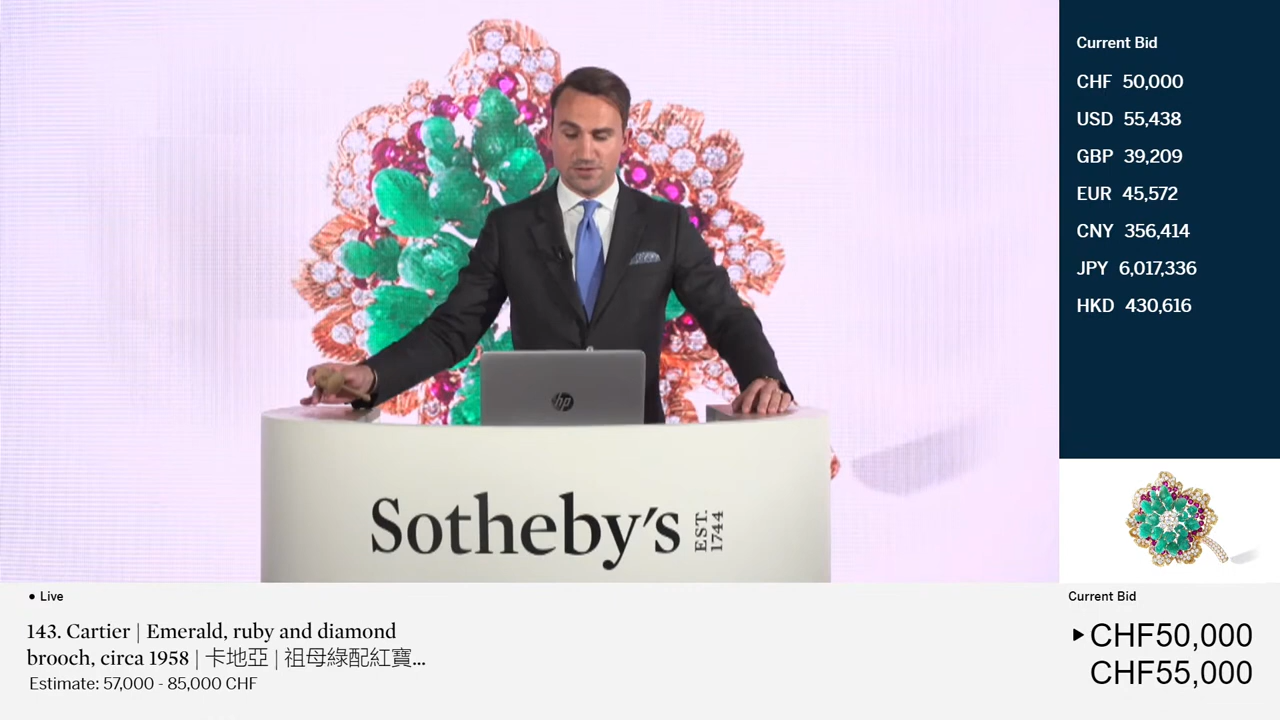 Current Bid
CHF 50,000
USD 55,438
GBP 39,209
EUR 45,572
CNY 356,414
JPY 6,017,336
HKD 430,616
hp
Sotheby's
EST.
1744
• Live
143. Cartier | Emerald, ruby and diamond
brooch, circa 1958 | 卡地亞 | 祖母綠配紅寶...
Estimate: 57,000 - 85,000 CHF
Current Bid
CHF50,000
CHF55,000